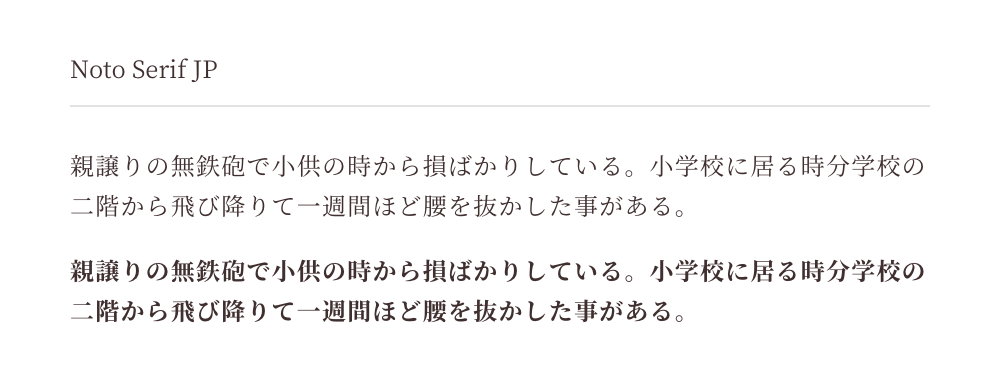 Noto Serif JP
親譲りの無鉄砲で小供の時から損ばかりしている。小学校に居る時分学校の
二階から飛び降りて一週間ほど腰を抜かした事がある。
親譲りの無鉄砲で小供の時から損ばかりしている。小学校に居る時分学校の
二階から飛び降りて一週間ほど腰を抜かした事がある。